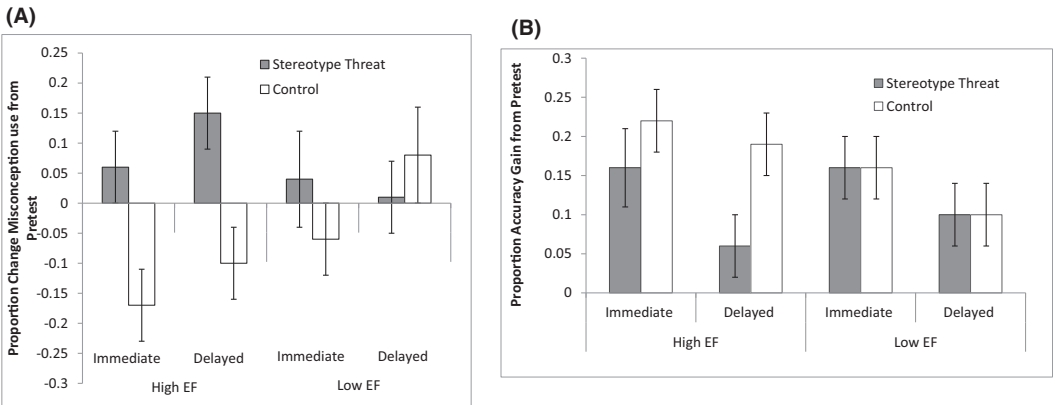 (A)
Proportion Change Misconception use from
Pretest
0.25
0.2
0.15
0.1
0.05
0
-0.05
-0.1
-0.15
-0.2
-0.25
-0.3
Stereotype Threat
Control
Immediate Delayed Immediate Delayed
High EF Low EF
(B)
Proportion Accuracy Gain from Pretest
0.3
0.25
0.2
0.15
0.1
0.05
0
Stereotype Threat
Control
Immediate Delayed Immediate Delayed
High EF Low EF